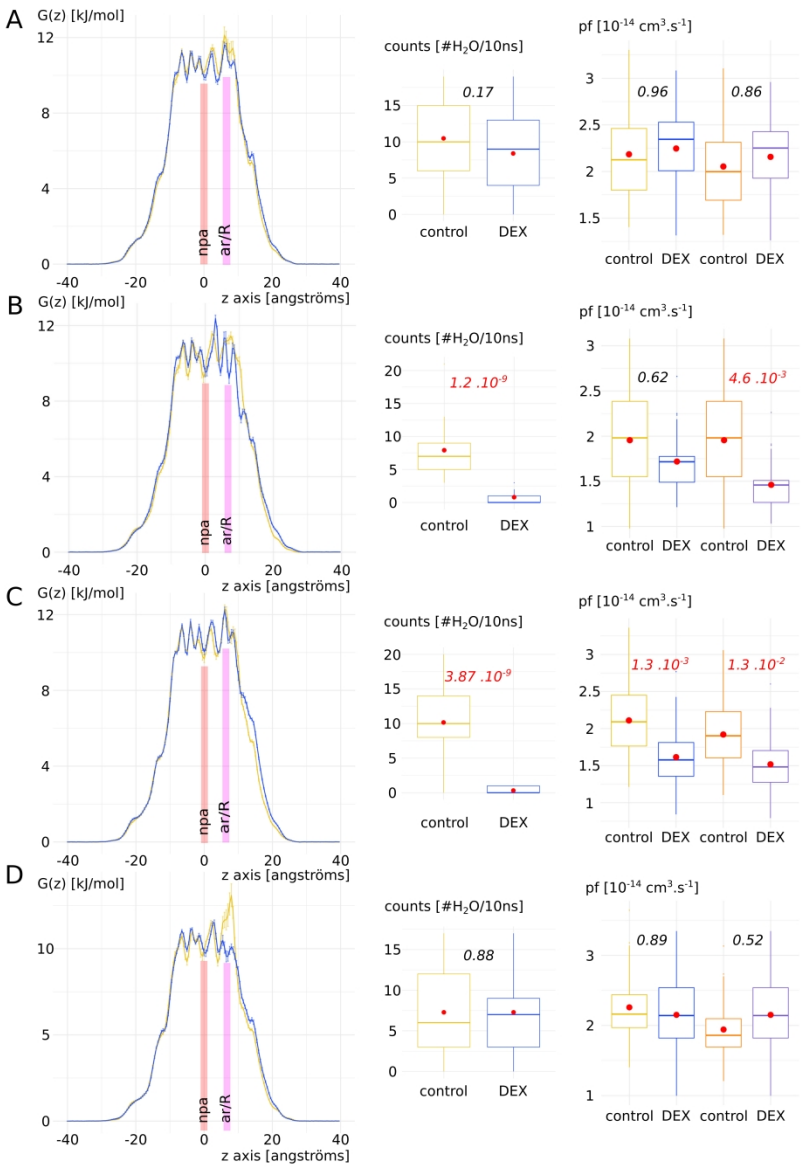 A
G(z) [kJ/mol]
12
8
4
0
npa
ar/R
-40 -20 0 20 40
z axis [angströms]
counts [#H2O/10ns]
0.17
15
10
5
0
control DEX
pf [10-14 cm3.s-1]
0.96 0.86
3
2.5
2
1.5
control DEX control DEX
B
G(z) [kJ/mol]
12
8
4
0
npa
ar/R
-40 -20 0 20 40
z axis [angströms]
counts [#H2O/10ns]
20
1.2 .10-9
15
10
5
0
control DEX
pf [10-14 cm3.s-1]
3
0.62 4.6 .10-3
2.5
2
1.5
1
control DEX control DEX
C
G(z) [kJ/mol]
12
8
4
0
npa
ar/R
-40 -20 0 20 40
z axis [angströms]
counts [#H2O/10ns]
20
3.87 .10-9
15
10
5
0
control DEX
pf [10-14 cm3.s-1]
3
1.3 .10-3 1.3 .10-2
2.5
2
1.5
1
control DEX control DEX
D
G(z) [kJ/mol]
10
5
0
npa
ar/R
-40 -20 0 20 40
z axis [angströms]
counts [#H2O/10ns]
0.88
15
10
5
0
control DEX
pf [10-14 cm3.s-1]
0.89 0.52
3
2
1
control DEX control DEX